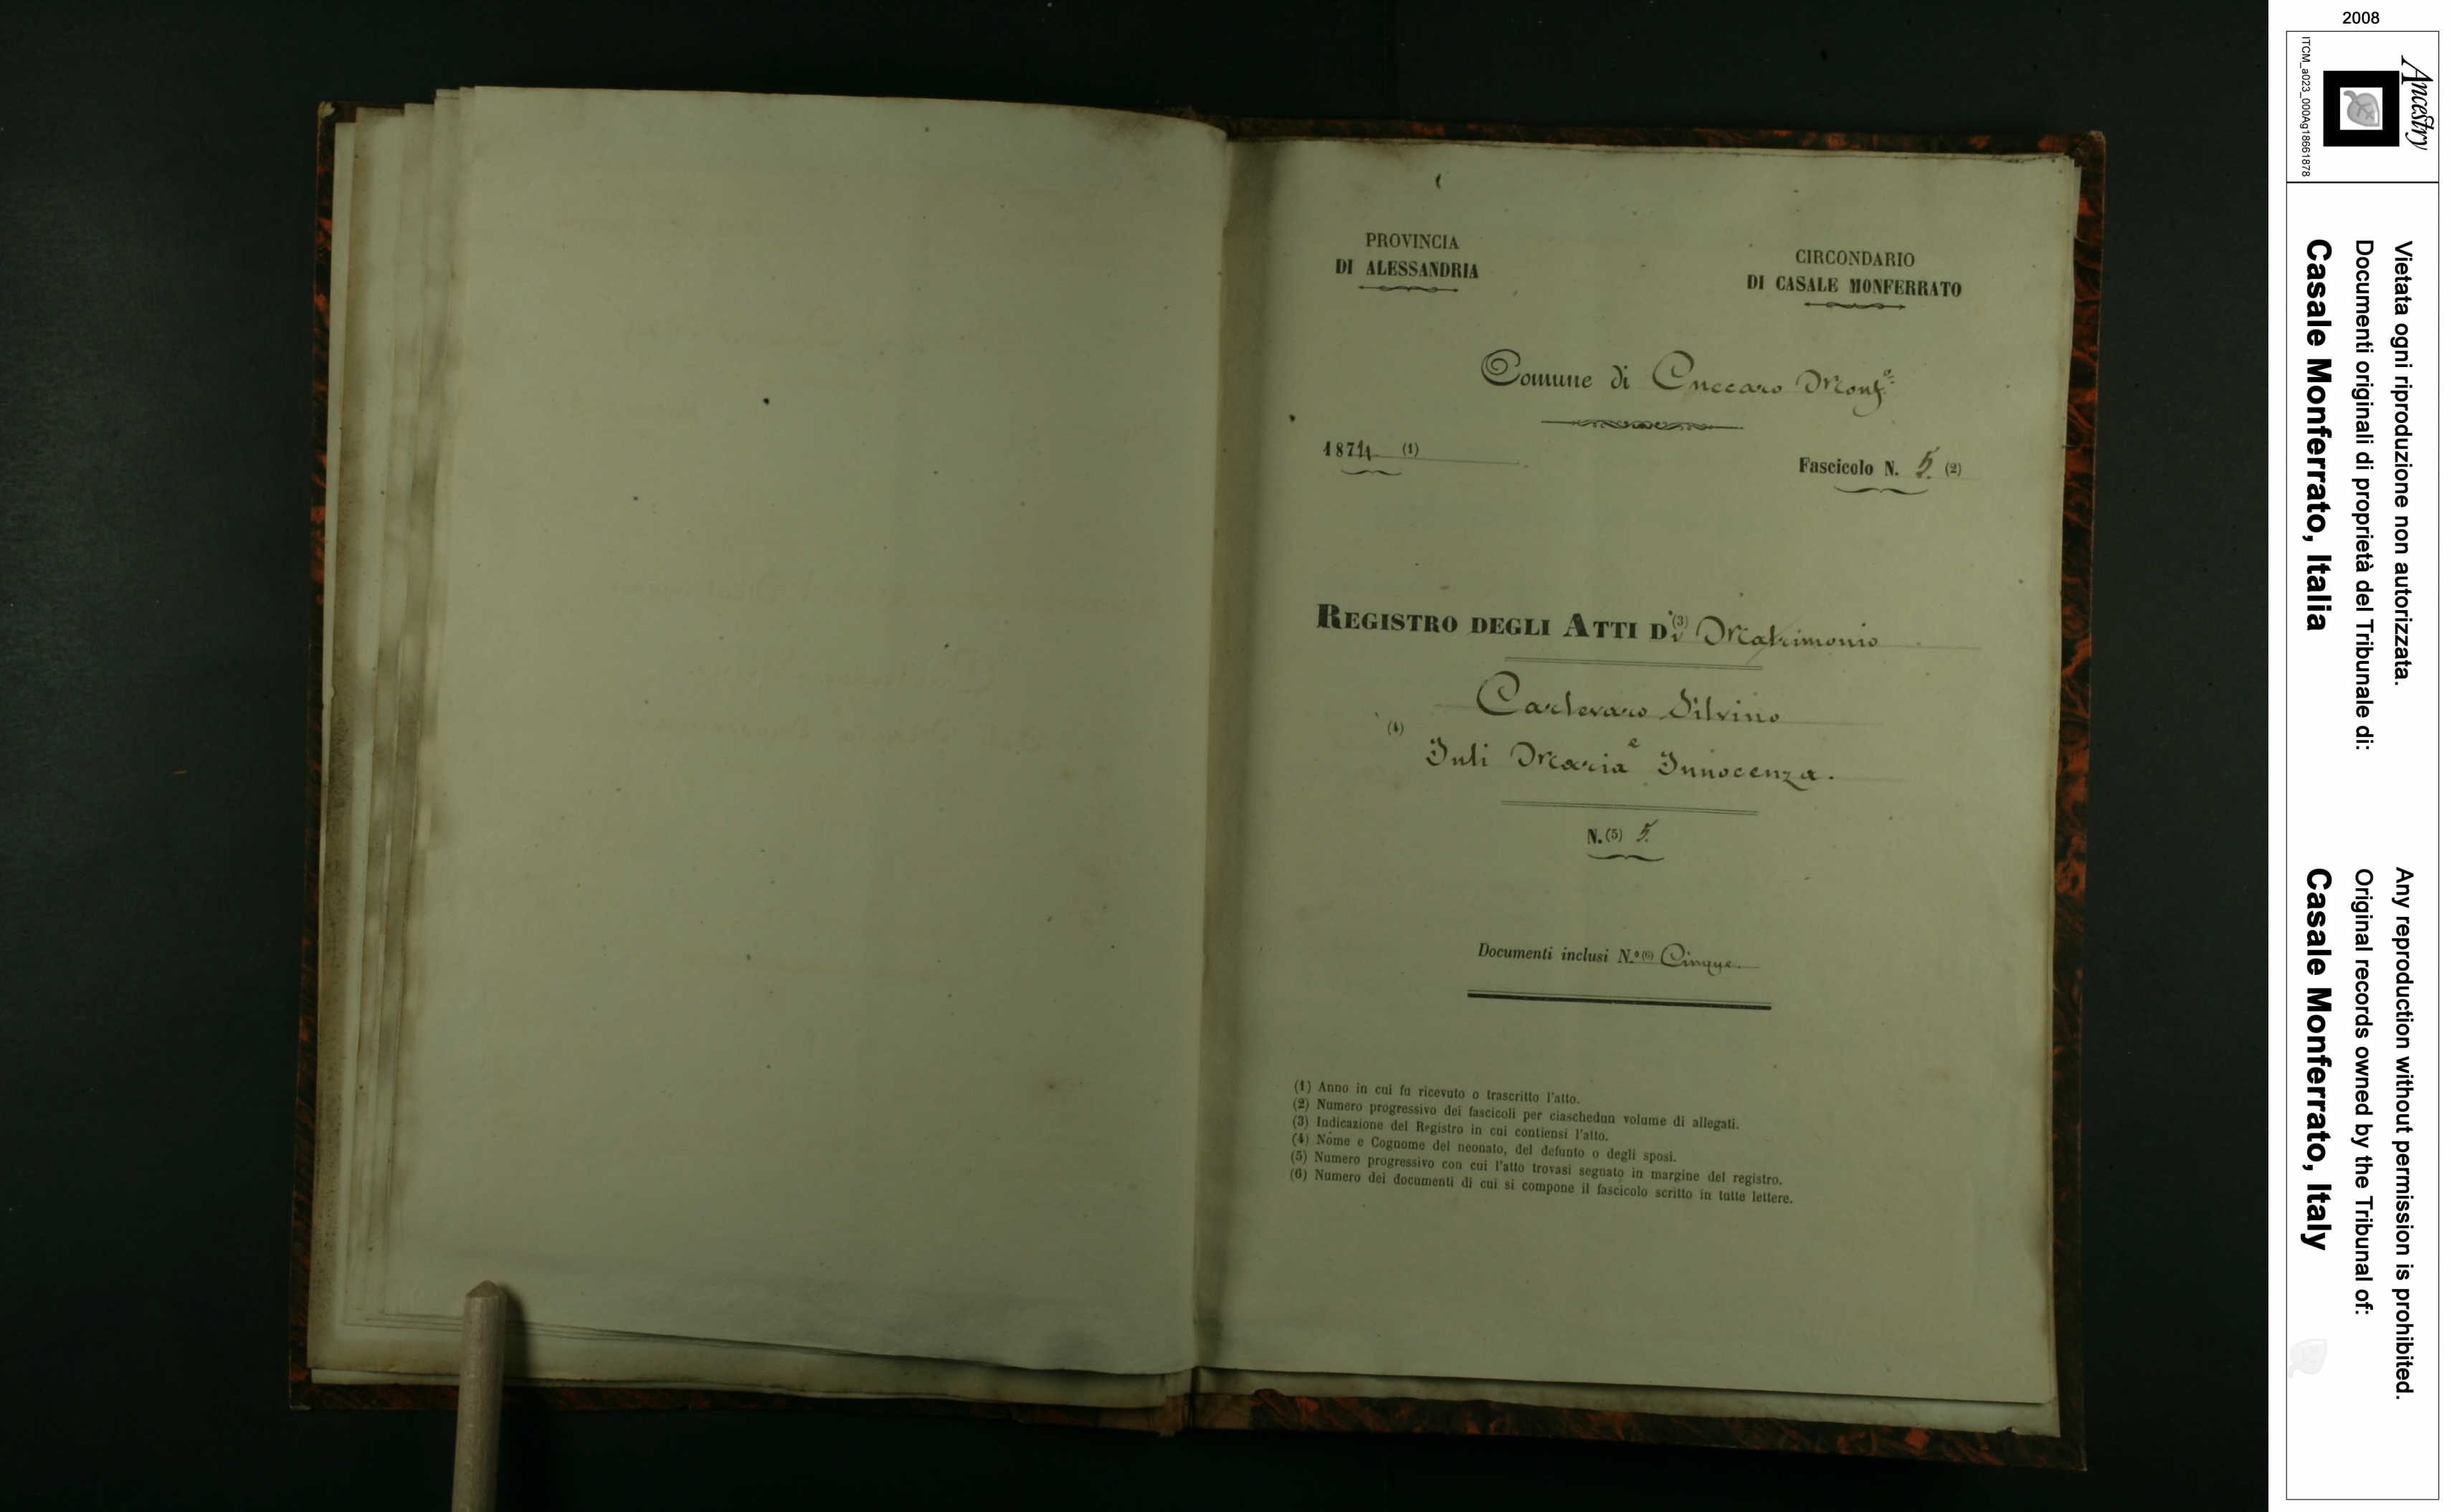 PROVINCIA
DI ALESSANDRIA
CIRCONDARIO
DI CASALE MONFERRATO
Comune di Cuccaro Monf.o
1874 (1)
Fascicolo N. 5. (2)
REGISTRO DEGLI ATTI Di (3) Matrimonio
Carlevaro Silvino
(4) e
Juli Maria Innocenza.
N. (5) 5.
Documenti inclusi N.o (6) Cinque.
(1) Anno in cui fu ricevuto o trascritto l'atto.
(2) Numero progressivo dei fascicoli per ciaschedun volume di allegati.
(3) Indicazione del Registro in cui contiensi l'atto.
(4) Nome e Cognome del neonato, del defunto o degli sposi.
(5) Numero progressivo con cui l'atto trovasi segnato in margine del registro.
(6) Numero dei documenti di cui si compone il fascicolo scritto in tutte lettere.
2008
Ancestry
ITCM_a023_000Ag18661878
Vietata ogni riproduzione non autorizzata.
Documenti originali di proprietà del Tribunale di:
Casale Monferrato, Italia
Any reproduction without permission is prohibited.
Original records owned by the Tribunal of:
Casale Monferrato, Italy